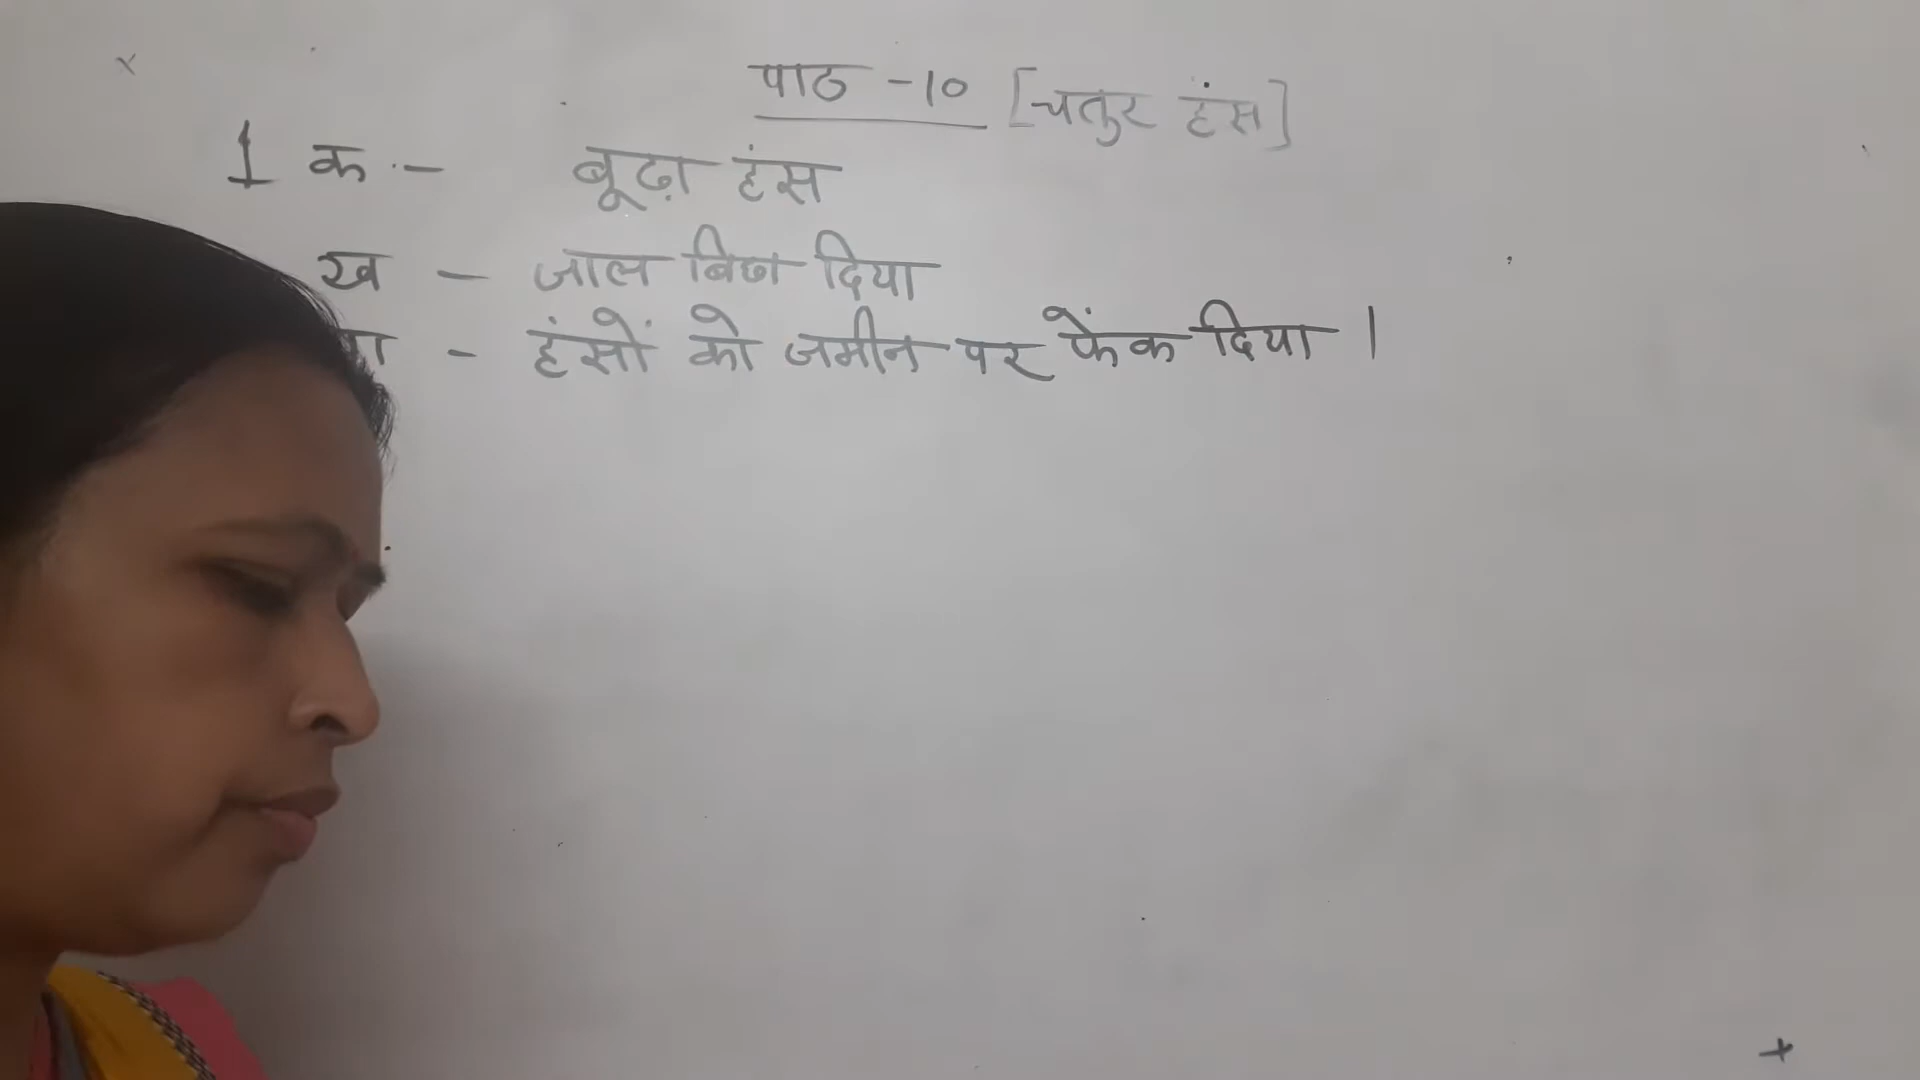 पाठ -10 [चतुर हंस]
1 क - बूढ़ा हंस
ख - जाल बिछा दिया
ग - हंसों को जमीन पर फेंक दिया ।